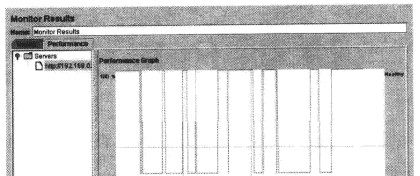 Monitor Results
Name: Monitor Results
Performance
Servers
http://192.168.0.
Performance Graph
100 %
Healthy